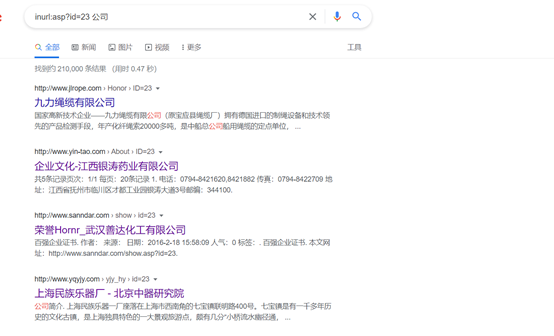 inurl:asp?id=23 公司
全部 新闻 图片 视频 更多 工具
找到约 210,000 条结果 （用时 0.47 秒）
http://www.jlrope.com › Honor › ID=23
九力绳缆有限公司
国家高新技术企业——九力绳缆有限公司（原宝应县绳缆厂）拥有德国进口的制绳设备和技术领
先的产品检测手段，年产化纤绳索20000多吨，是中船总公司船用绳缆的定点单位， ...
http://www.yin-tao.com › About › ID=23
企业文化-江西银涛药业有限公司
共5条记录页次：1/1 每页：20条记录 1. 电话：0794-8421620,8421882 传真：0794-8422709 地
址：江西省抚州市临川区才都工业园银涛大道3号邮编：344100.
http://www.sanndar.com › show › id=23
荣誉Hornr_武汉善达化工有限公司
百强企业证书. 作者： 来源： 日期：2016-2-18 15:58:09 人气：0 标签：. 百强企业证书. 本文网
址：http://www.sanndar.com/show.asp?id=23.
http://www.yqyjy.com › yjy_hy › id=23
上海民族乐器厂 - 北京中器研究院
公司简介. 上海民族乐器一厂座落在上海市西南角的七宝镇联明路400号。七宝镇是有一千多年历
史的文化古镇，是上海独具特色的一大景观旅游点，颇有几分“小桥流水幽径通， ...